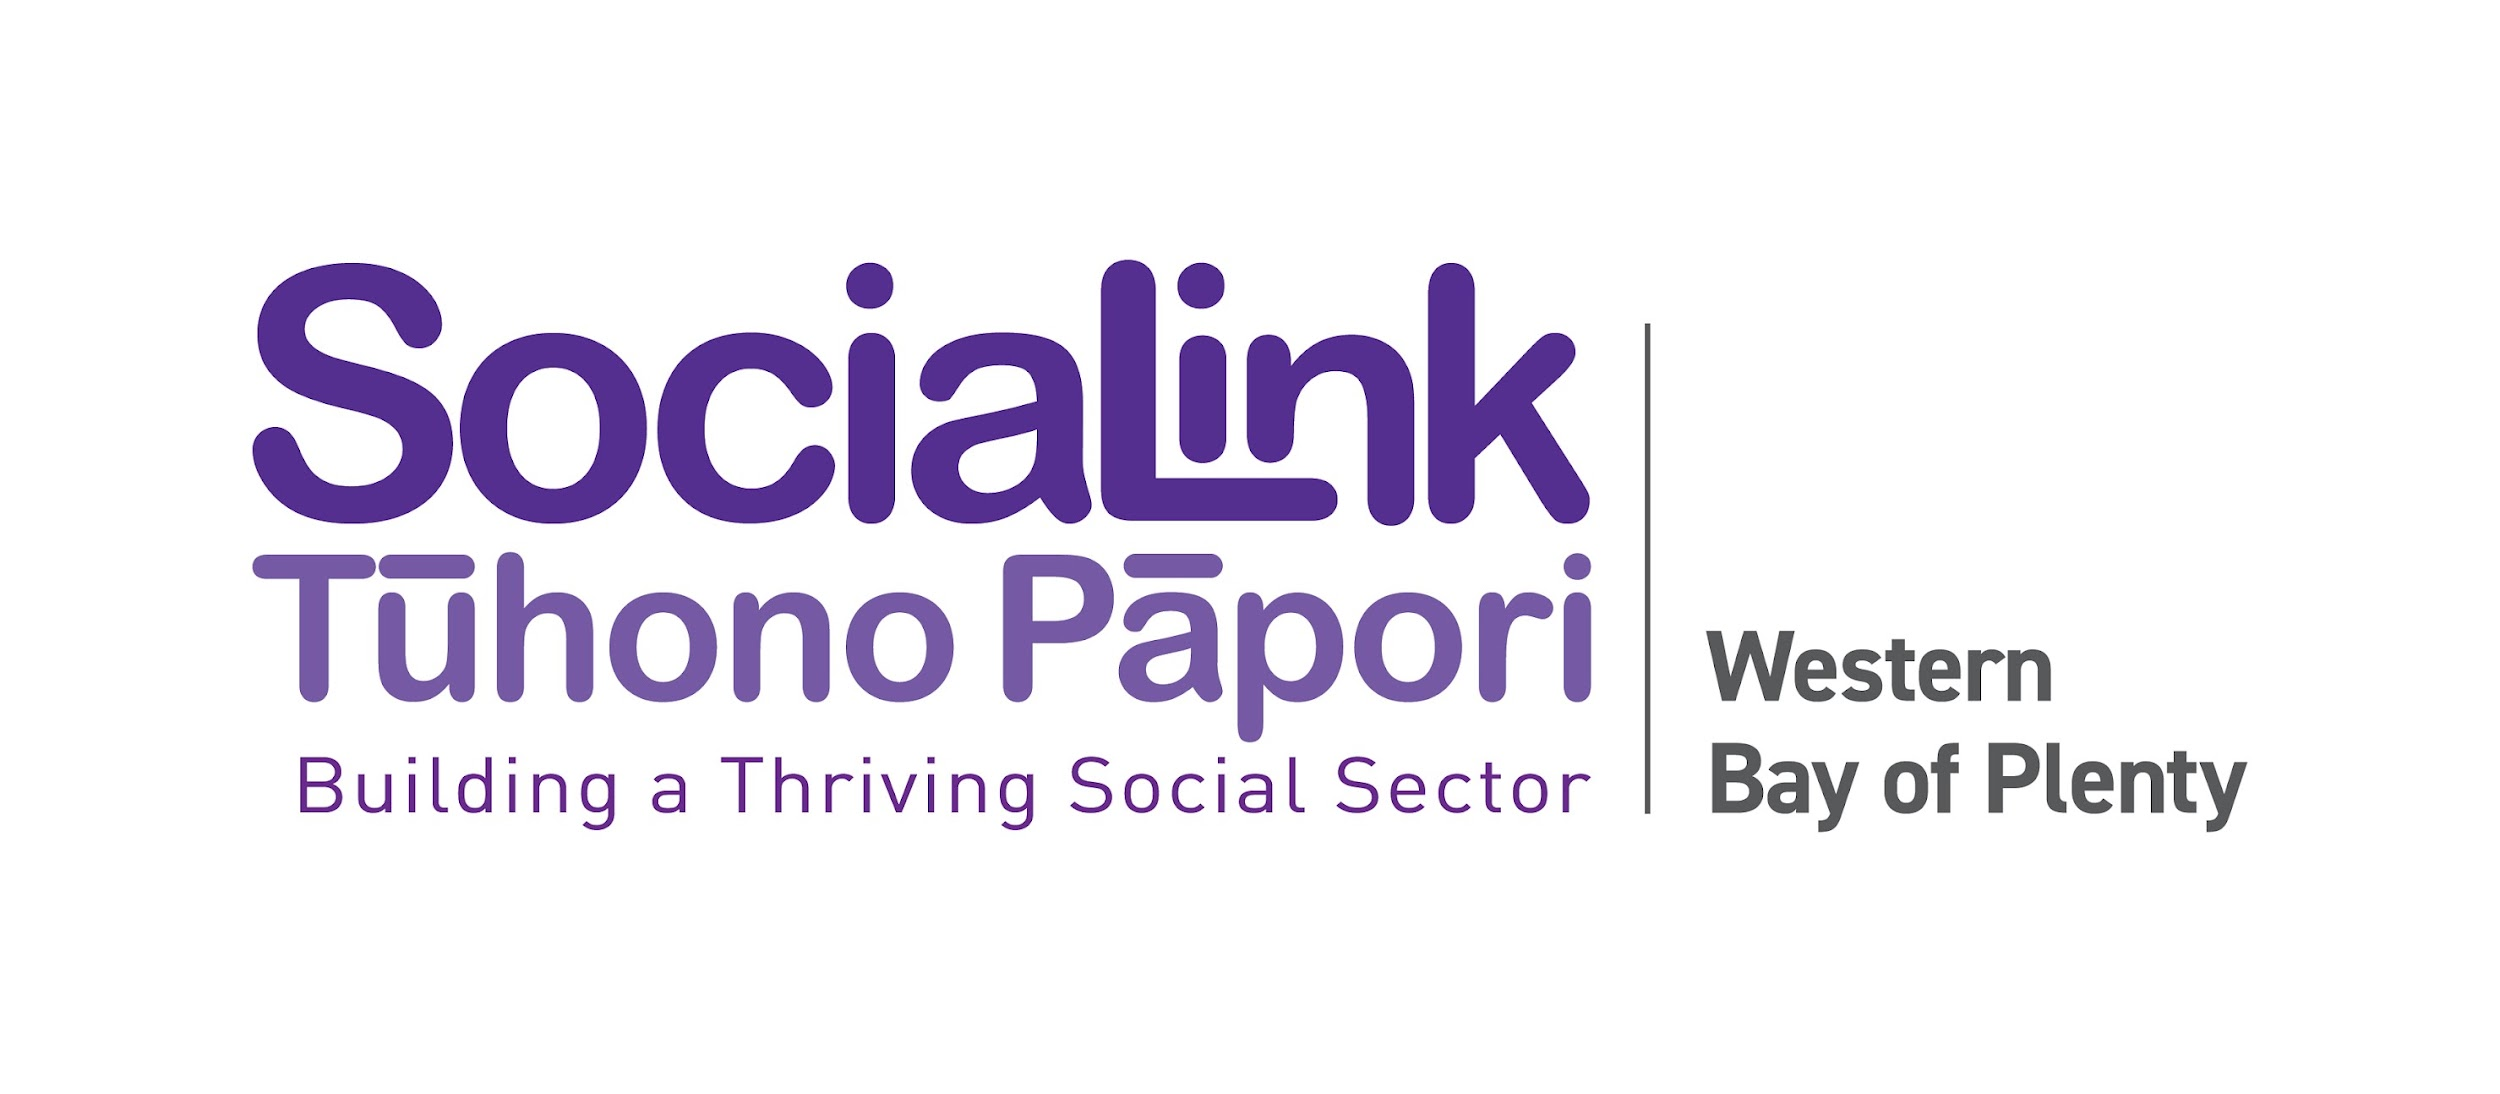 SociaLink
Tūhono Pāpori
Building a Thriving Social Sector
Western
Bay of Plenty